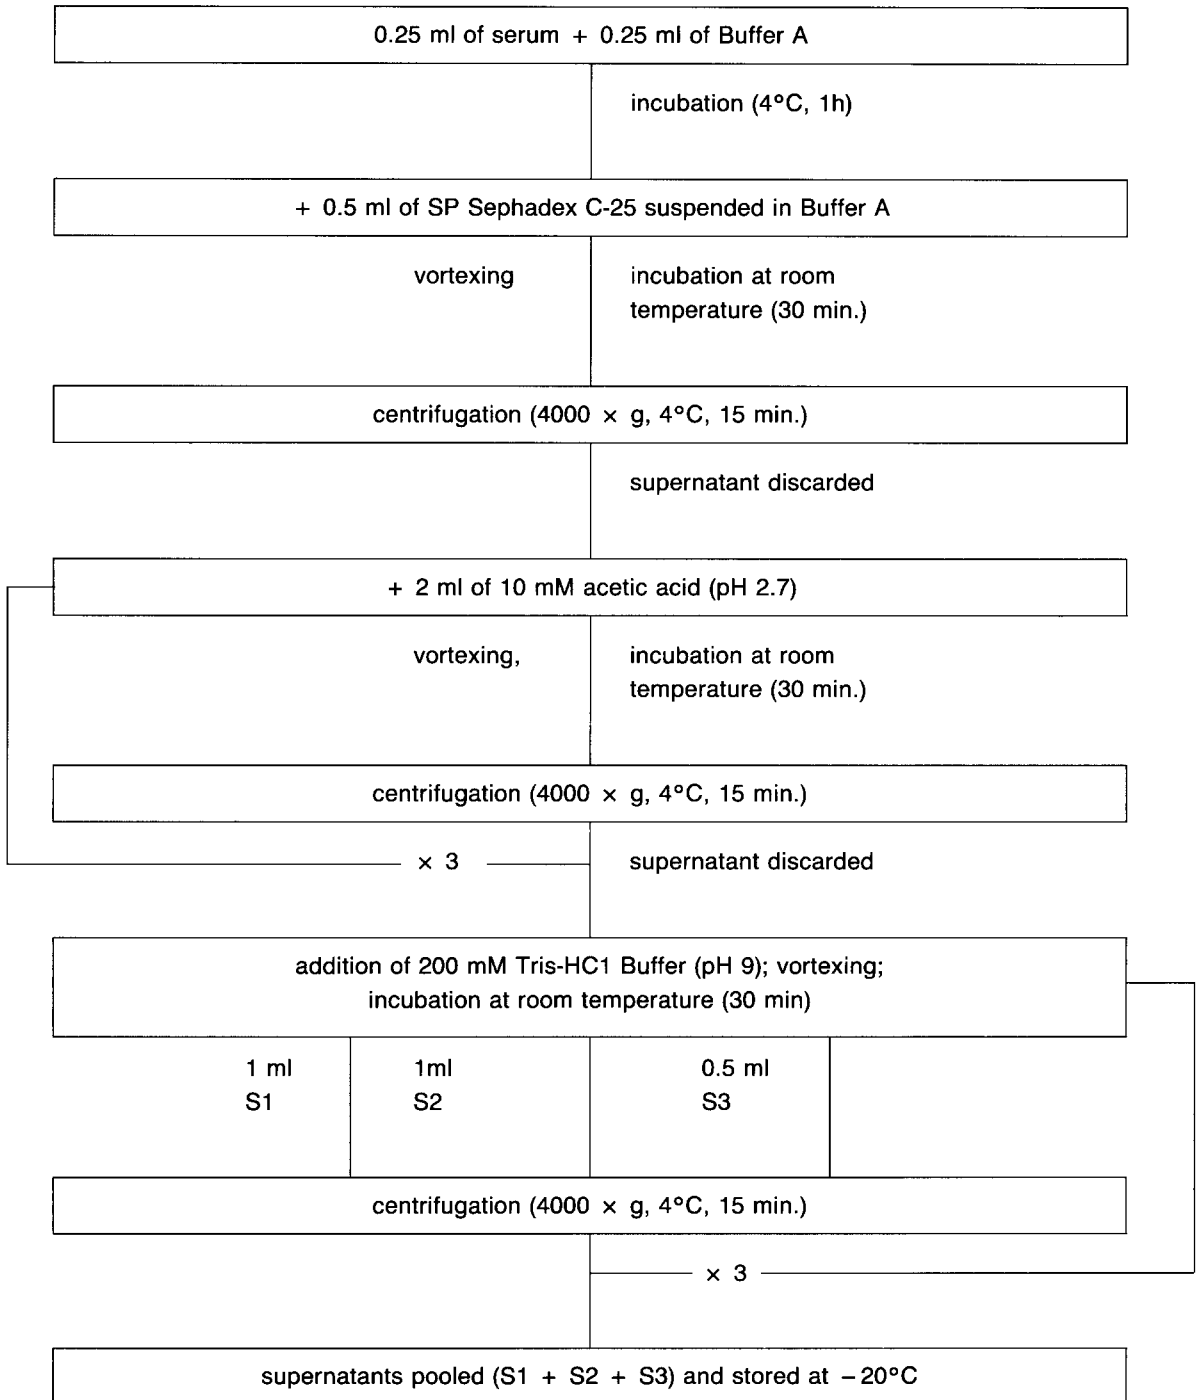 0.25 ml of serum + 0.25 ml of Buffer A
incubation (4°C, 1h)
+ 0.5 ml of SP Sephadex C-25 suspended in Buffer A
vortexing
incubation at room
temperature (30 min.)
centrifugation (4000 × g, 4°C, 15 min.)
supernatant discarded
+ 2 ml of 10 mM acetic acid (pH 2.7)
vortexing,
incubation at room
temperature (30 min.)
centrifugation (4000 × g, 4°C, 15 min.)
× 3
supernatant discarded
addition of 200 mM Tris-HC1 Buffer (pH 9); vortexing;
incubation at room temperature (30 min)
1 ml
S1
1ml
S2
0.5 ml
S3
centrifugation (4000 × g, 4°C, 15 min.)
× 3
supernatants pooled (S1 + S2 + S3) and stored at −20°C